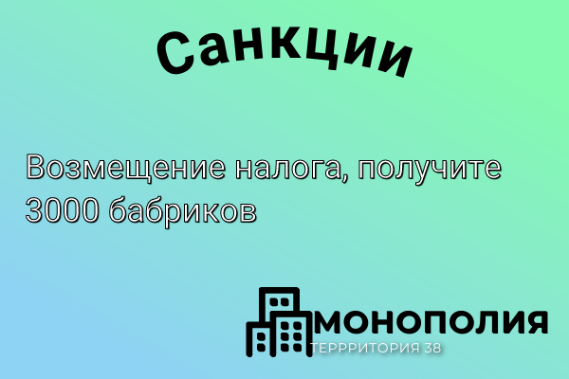 Санкции
Возмещение налога, получите
3000 бабриков
МОНОПОЛИЯ
ТЕРРРИТОРИЯ 38